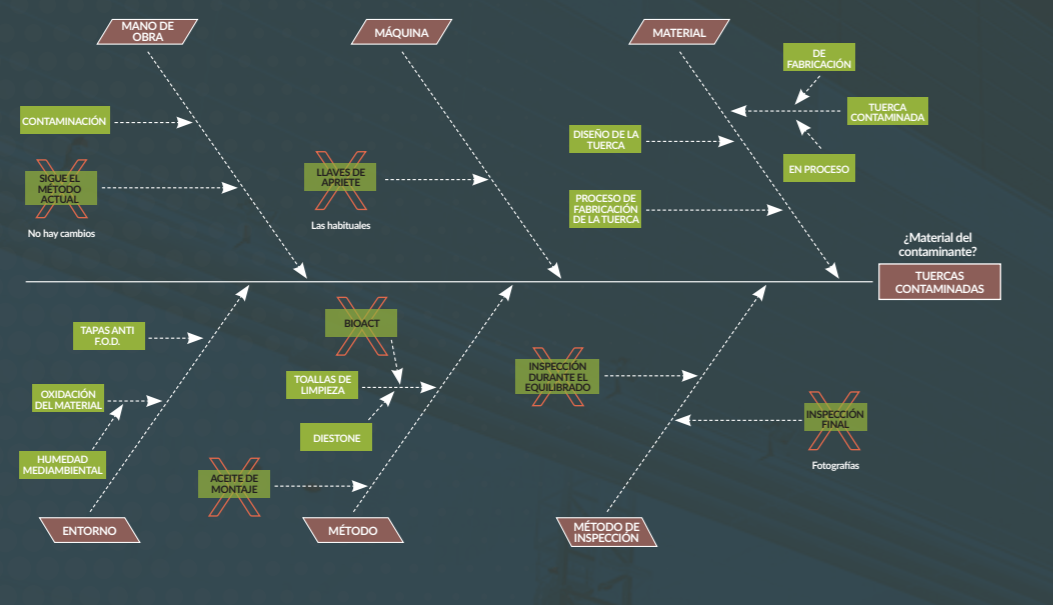 MANO DE
OBRA
MÁQUINA
MATERIAL
DE
FABRICACIÓN
TUERCA
CONTAMINADA
CONTAMINACIÓN
DISEÑO DE LA
TUERCA
EN PROCESO
SIGUE EL
MÉTODO
ACTUAL
No hay cambios
LLAVES DE
APRIETE
Las habituales
PROCESO DE
FABRICACIÓN
DE LA TUERCA
¿Material del
contaminante?
TUERCAS
CONTAMINADAS
TAPAS ANTI
F.O.D.
BIOACT
OXIDACIÓN
DEL MATERIAL
TOALLAS DE
LIMPIEZA
INSPECCIÓN
DURANTE EL
EQUILIBRADO
INSPECCIÓN
FINAL
Fotografías
HUMEDAD
MEDIAMBIENTAL
DIESTONE
ACEITE DE
MONTAJE
ENTORNO
MÉTODO
MÉTODO DE
INSPECCIÓN